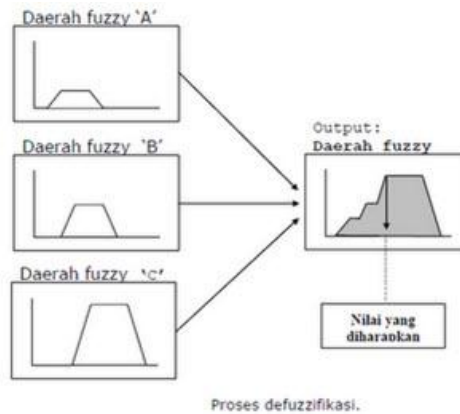 Daerah fuzzy 'A'
Daerah fuzzy 'B'
Daerah fuzzy 'C'
Output:
Daerah fuzzy
Nilai yang
diharapkan
Proses defuzzifikasi.